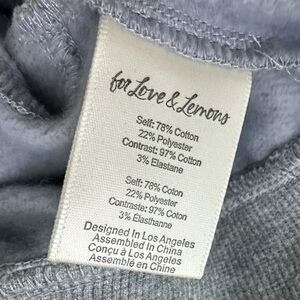 for Love & Lemons
Self: 78% Cotton
22% Polyester
Contrast: 97% Cotton
3% Elastane
Self: 78% Coton
22% Polyester
Contraste: 97% Coton
3% Elasthanne
Designed In Los Angeles
Assembled In China
Conçu à Los Angeles
Assemblé en Chine